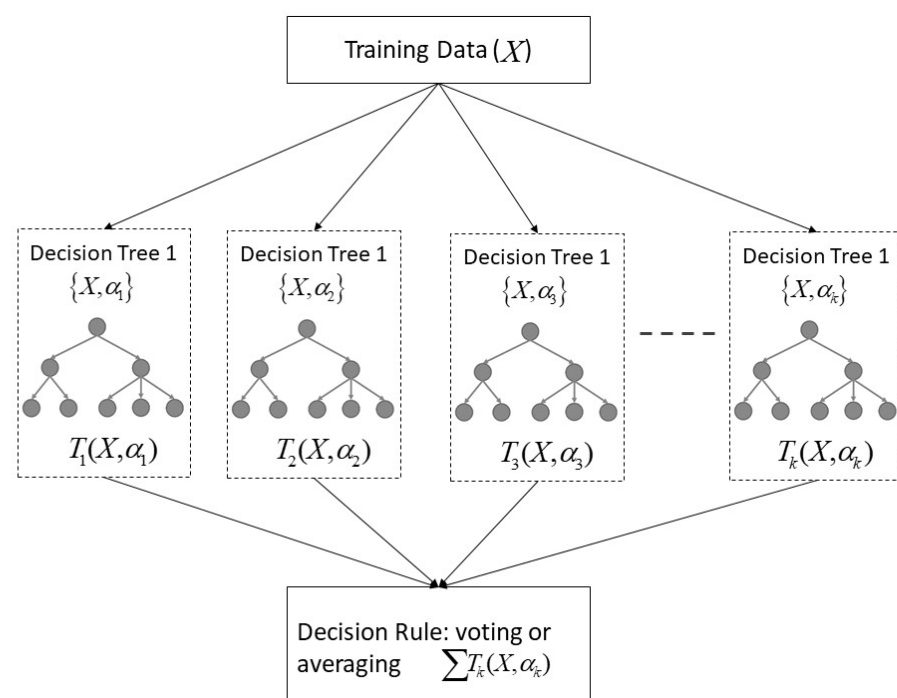 Training Data (X)
Decision Tree 1
{X,α₁}
T₁(X,α₁)
Decision Tree 1
{X,α₂}
T₂(X,α₂)
Decision Tree 1
{X,α₃}
T₃(X,α₃)
Decision Tree 1
{X,αₖ}
Tₖ(X,αₖ)
Decision Rule: voting or
averaging ∑Tₖ(X,αₖ)